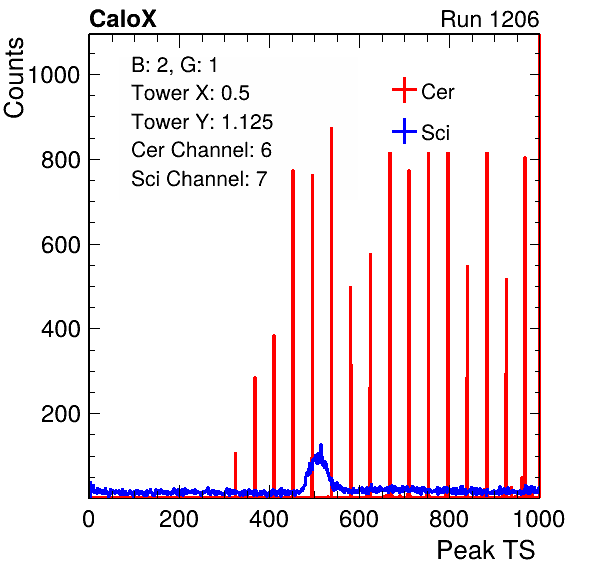 CaloX
Run 1206
Counts
1000
800
600
400
200
B: 2, G: 1
Tower X: 0.5
Tower Y: 1.125
Cer Channel: 6
Sci Channel: 7
Cer
Sci
0 200 400 600 800 1000
Peak TS